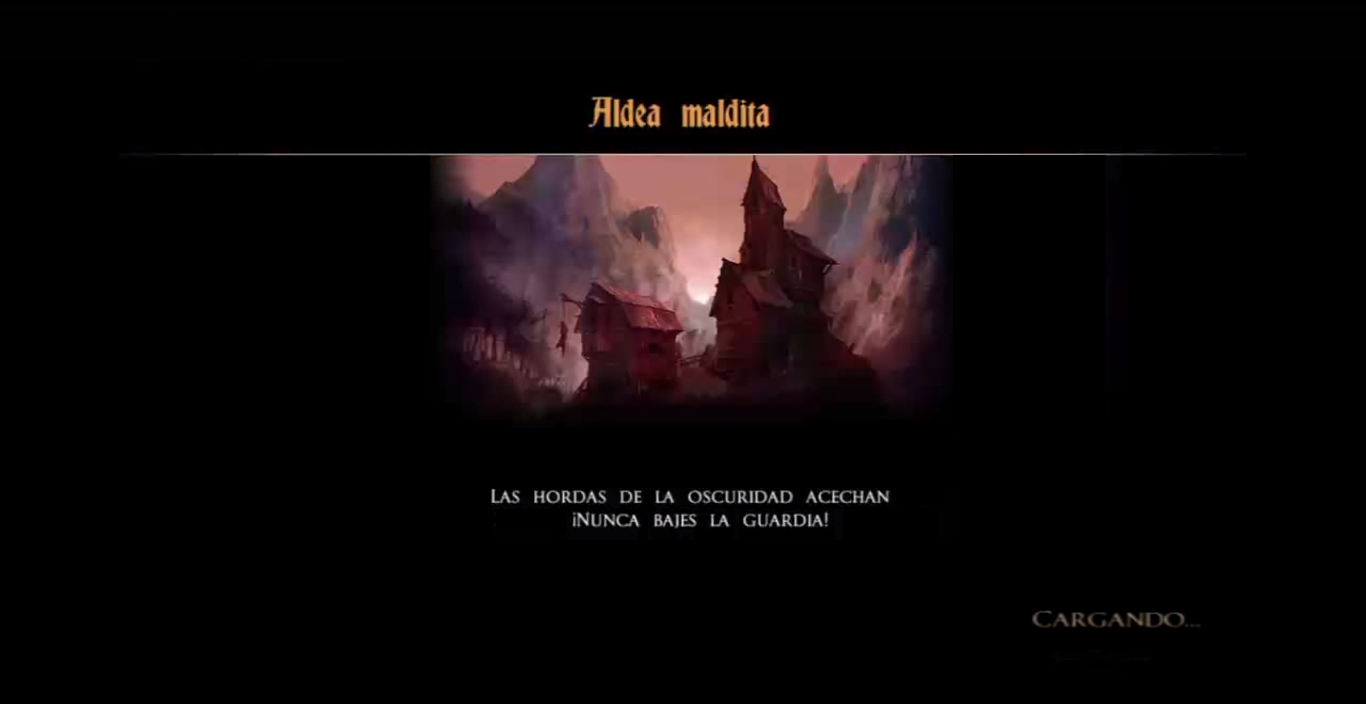 Aldea maldita
Las hordas de la oscuridad acechan
¡Nunca bajes la guardia!
Cargando...